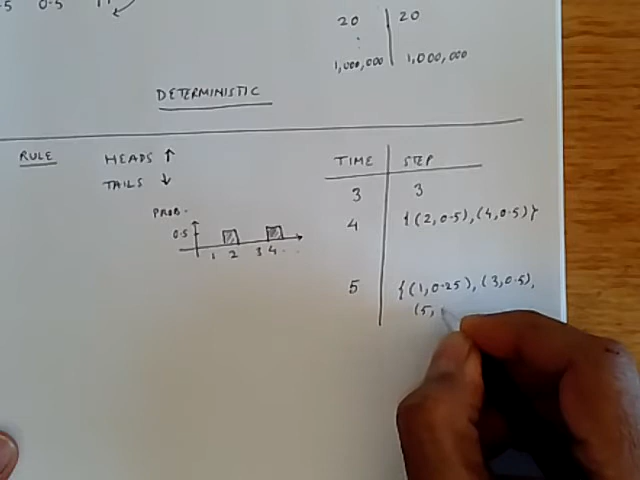 0.5
20 | 20
:
1,000,000 | 1,000,000
DETERMINISTIC
RULE HEADS ↑
TAILS ↓
PROB.
0.5
1 2 3 4 . . .
TIME | STEP
3 | 3
4 | {(2,0.5),(4,0.5)}
5 | {(1,0.25),(3,0.5),
(5,